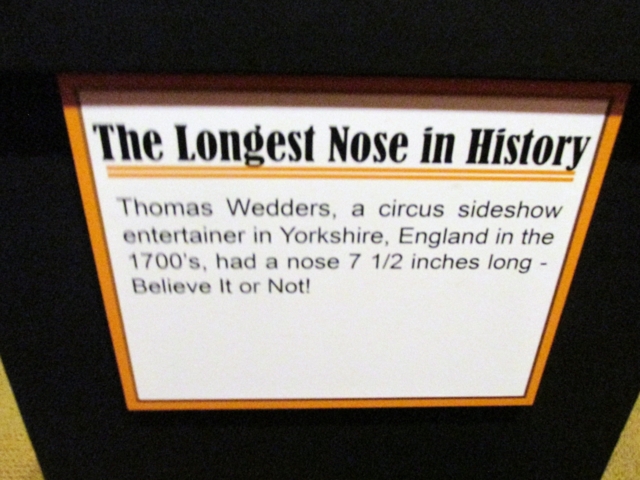 The Longest Nose in History
Thomas Wedders, a circus sideshow
entertainer in Yorkshire, England in the
1700's, had a nose 7 1/2 inches long -
Believe It or Not!